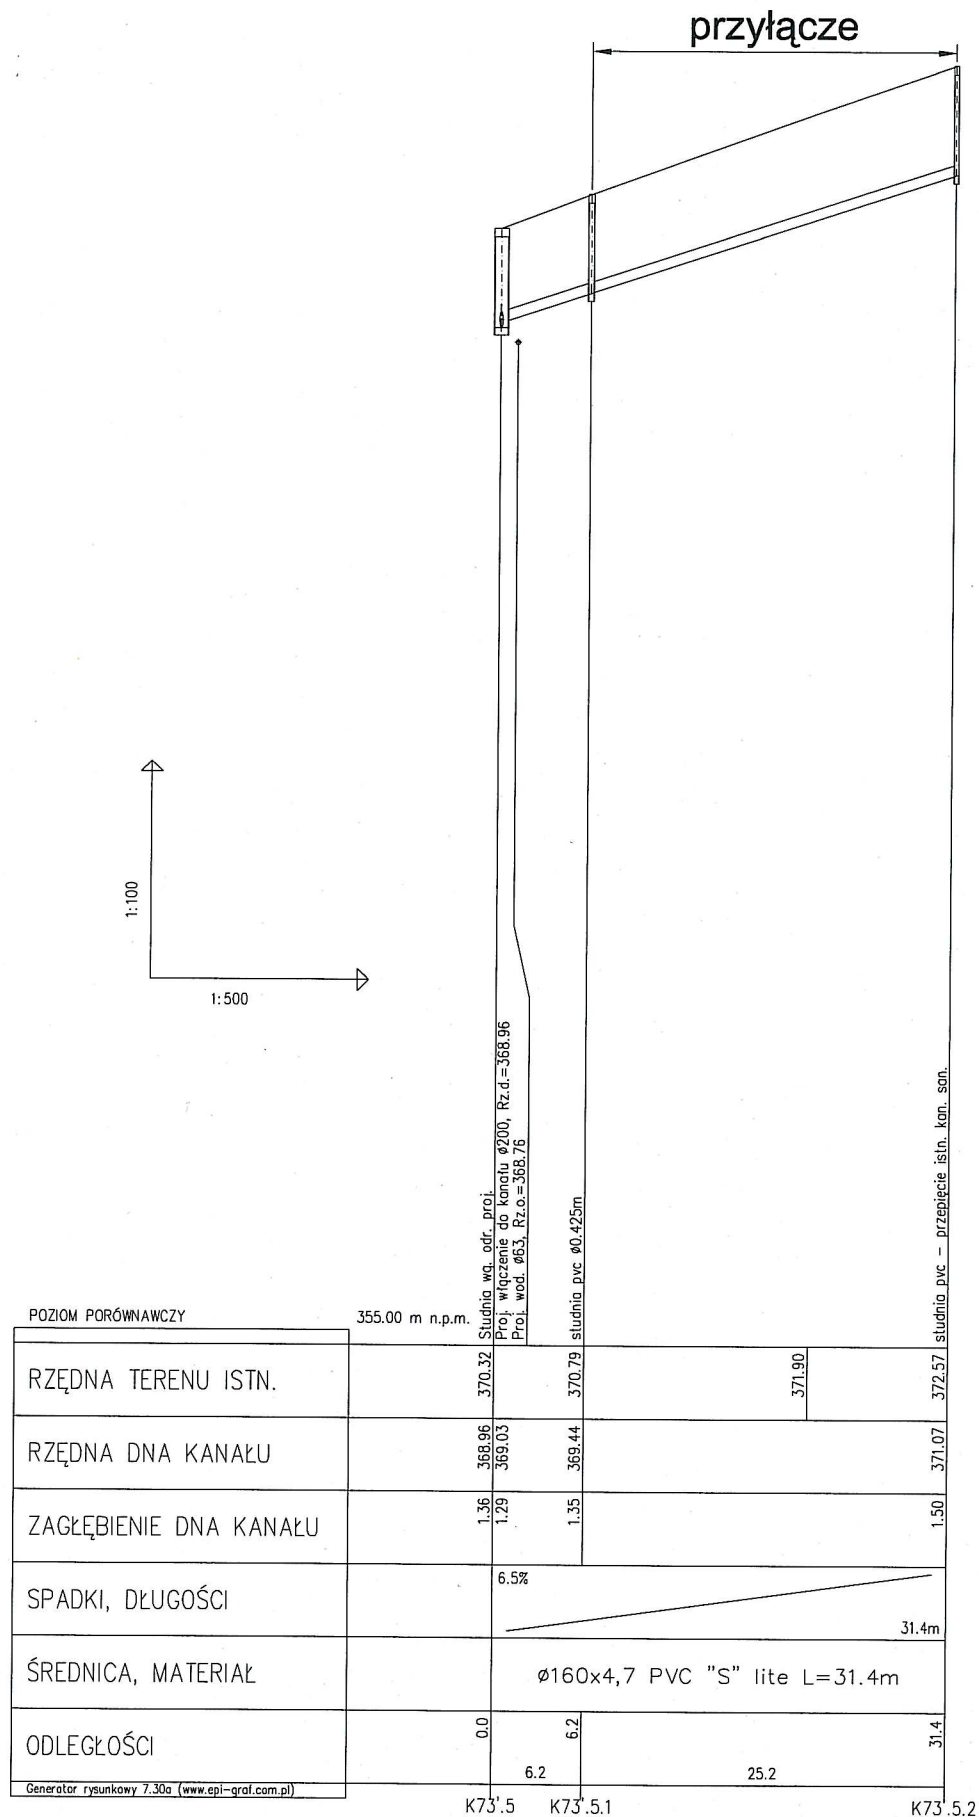 przyłącze
1:100
1:500
Studnia wg. odr. proj.
Proj. włączenie do kanału ø200, Rz.d.=368.96
Proj. wod. ø63, Rz.o.=368.76
studnia pvc ø0.425m
studnia pvc - przepięcie istn. kan. san.
POZIOM PORÓWNAWCZY 355.00 m n.p.m.
RZĘDNA TERENU ISTN. 370.32 370.79 371.90 372.57
RZĘDNA DNA KANAŁU 368.96 369.03 369.44 371.07
ZAGŁĘBIENIE DNA KANAŁU 1.36 1.29 1.35 1.50
SPADKI, DŁUGOŚCI 6.5% 31.4m
ŚREDNICA, MATERIAŁ ø160x4,7 PVC "S" lite L=31.4m
ODLEGŁOŚCI 0.0 6.2 31.4
6.2 25.2
Generator rysunkowy 7.30a (www.epi-graf.com.pl)
K73'.5 K73'.5.1 K73'.5.2